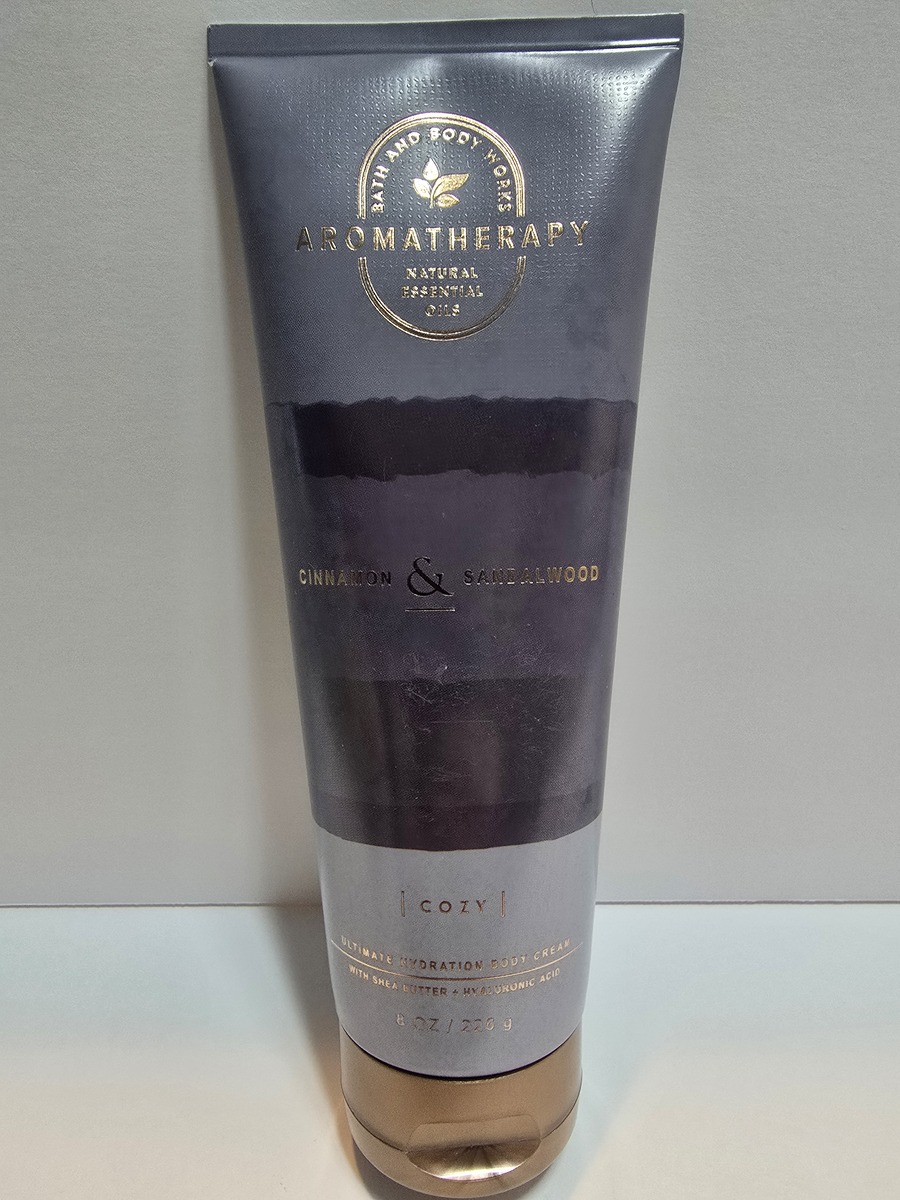 BATH AND BODY WORKS
AROMATHERAPY
NATURAL
ESSENTIAL
OILS
CINNAMON & SANDALWOOD
| COZY |
ULTIMATE HYDRATION BODY CREAM
WITH SHEA BUTTER + HYALURONIC ACID
8 OZ / 226 g